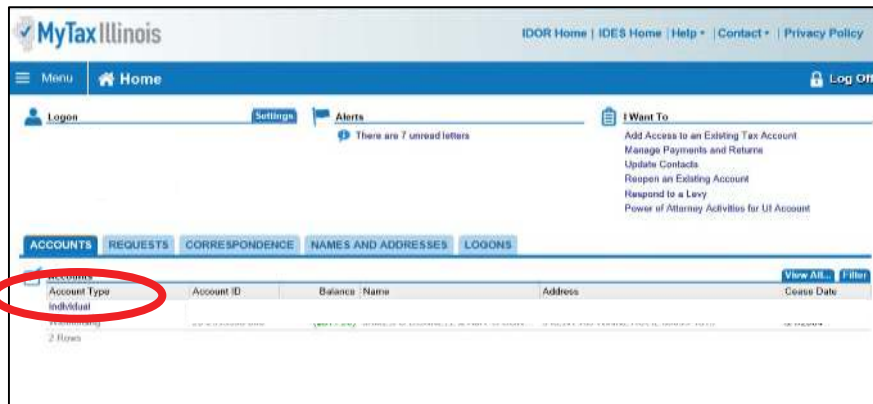 MyTax Illinois
IDOR Home | IDES Home | Help | Contact | Privacy Policy
Menu Home Log Off
Logon Settings Alerts I Want To
There are 7 unread letters
Add Access to an Existing Tax Account
Manage Payments and Returns
Update Contacts
Reopen an Existing Account
Respond to a Levy
Power of Attorney Activities for UI Account
ACCOUNTS REQUESTS CORRESPONDENCE NAMES AND ADDRESSES LOGONS
Accounts View All... Filter
Account Type Account ID Balance Name Address Cease Date
Individual
2 Rows